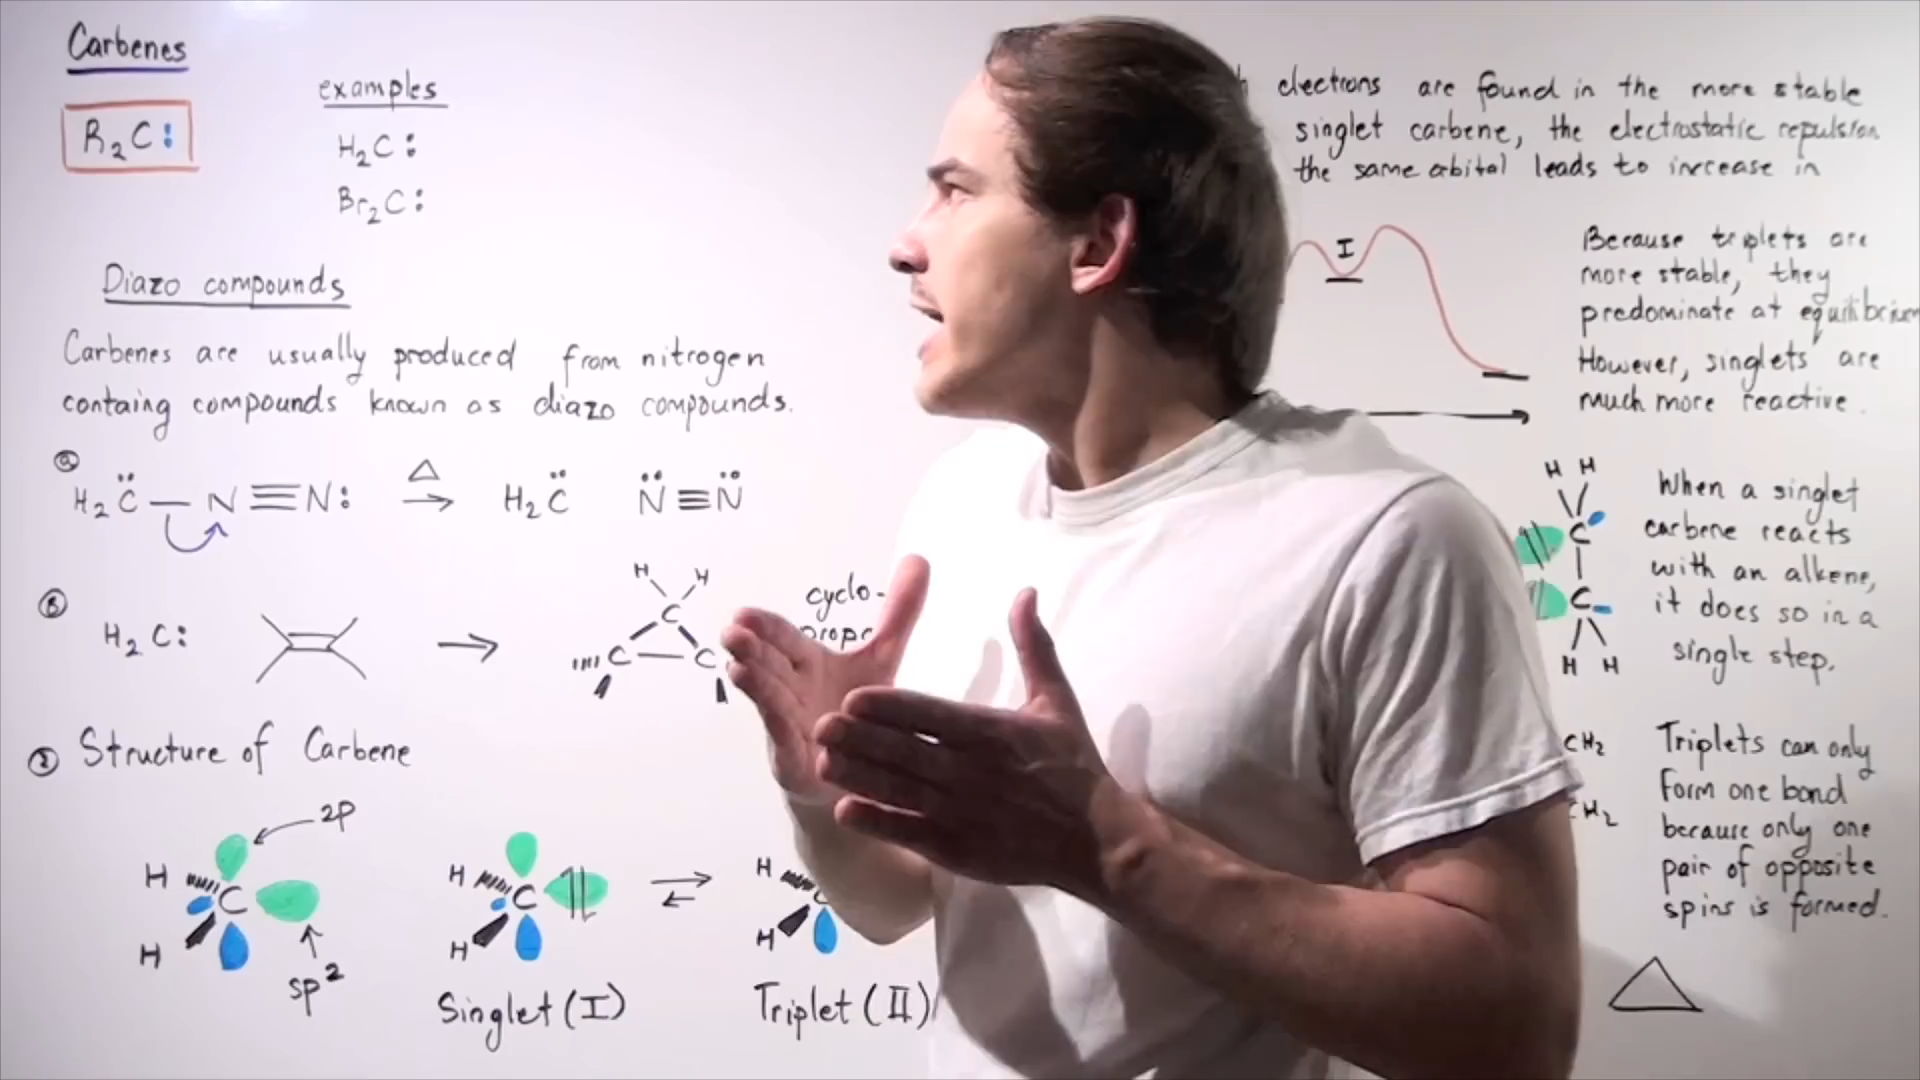 Carbenes
R₂C:
examples
H₂C:
Br₂C:
Diazo compounds
Carbenes are usually produced from nitrogen
containg compounds known as diazo compounds.
a
H₂C̈ — N≡N: △→ H₂C̈ N̈≡N̈
B
H₂C: →
H H
C
C — C
cyclo-
propa
2 Structure of Carbene
2p
H C
H
sp²
H C
H
Singlet (I)
H C
H
Triplet (II)
electrons are found in the more stable
singlet carbene, the electrostatic repulsion
the same orbital leads to increase in
I
Because triplets are
more stable, they
predominate at equilibrium
However, singlets are
much more reactive.
H H
C
C
H H
When a singlet
carbene reacts
with an alkene,
it does so in a
single step.
CH₂
CH₂
Triplets can only
form one bond
because only one
pair of opposite
spins is formed.